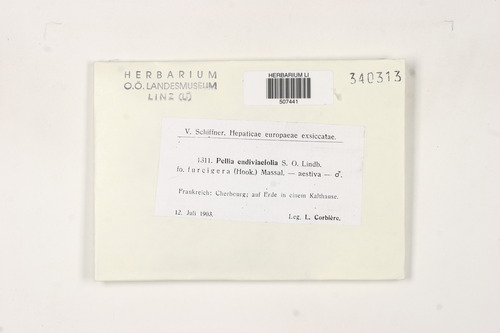 HERBARIUM
O.Ö. LANDESMUSEUM
LINZ (LI)
HERBARIUM LI
507441
340313
V. Schiffner, Hepaticae europaeae exsiccatae.
1311. Pellia endiviaefolia S. O. Lindb.
fo. furcigera (Hook.) Massal. — aestiva — ♂.
Frankreich: Cherbourg; auf Erde in einem Kalthause.
12. Juli 1903. Leg. L. Corbière.